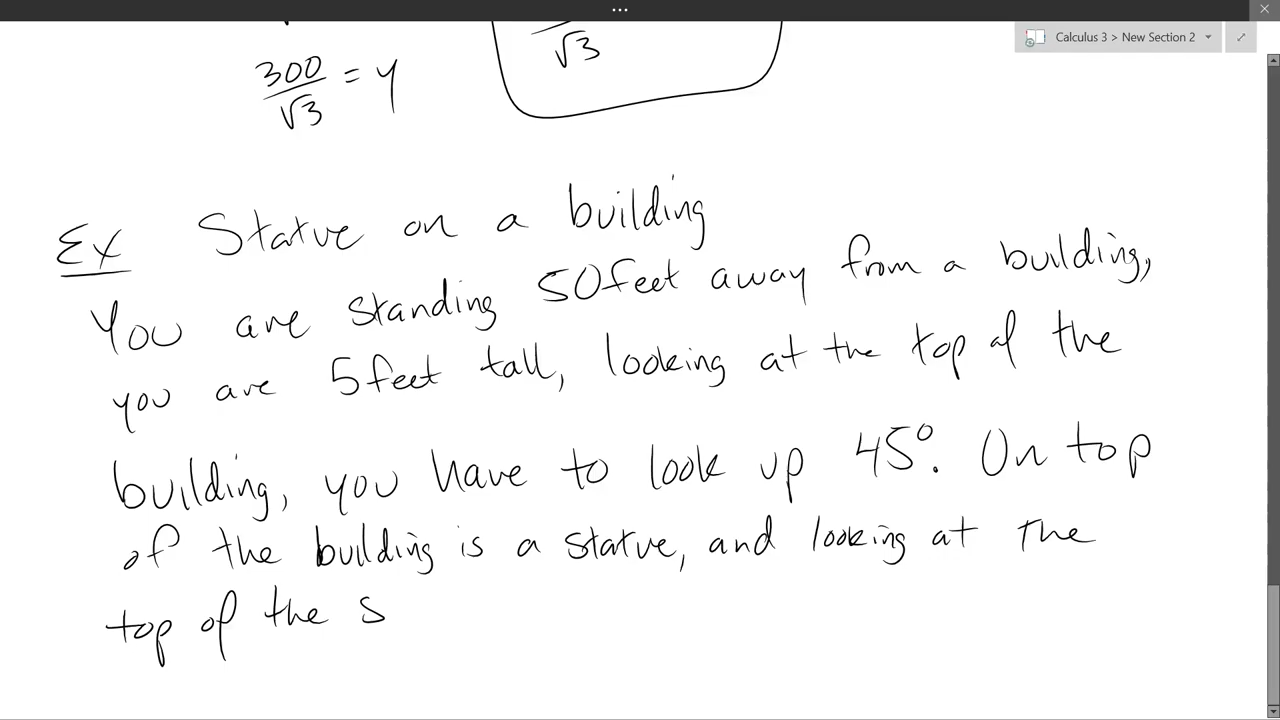 ...
Calculus 3 > New Section 2
√3
300/√3 = y
Ex Statue on a building
You are standing 50feet away from a building,
you are 5feet tall, looking at the top of the
building, you have to look up 45°. On top
of the building is a statue, and looking at the
top of the s